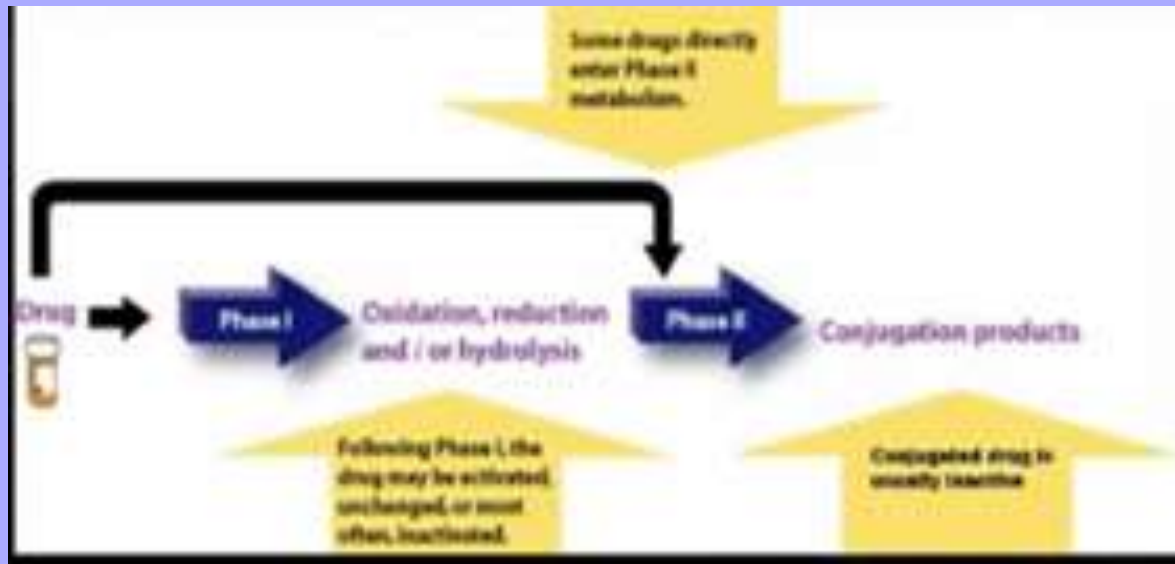 Some drugs directly
enter Phase II
metabolism.
Drug
Phase I
Oxidation, reduction
and / or hydrolysis
Phase II
Conjugation products
Following Phase I, the
drug may be activated,
unchanged, or most
often, inactivated.
Conjugated drug is
usually inactive